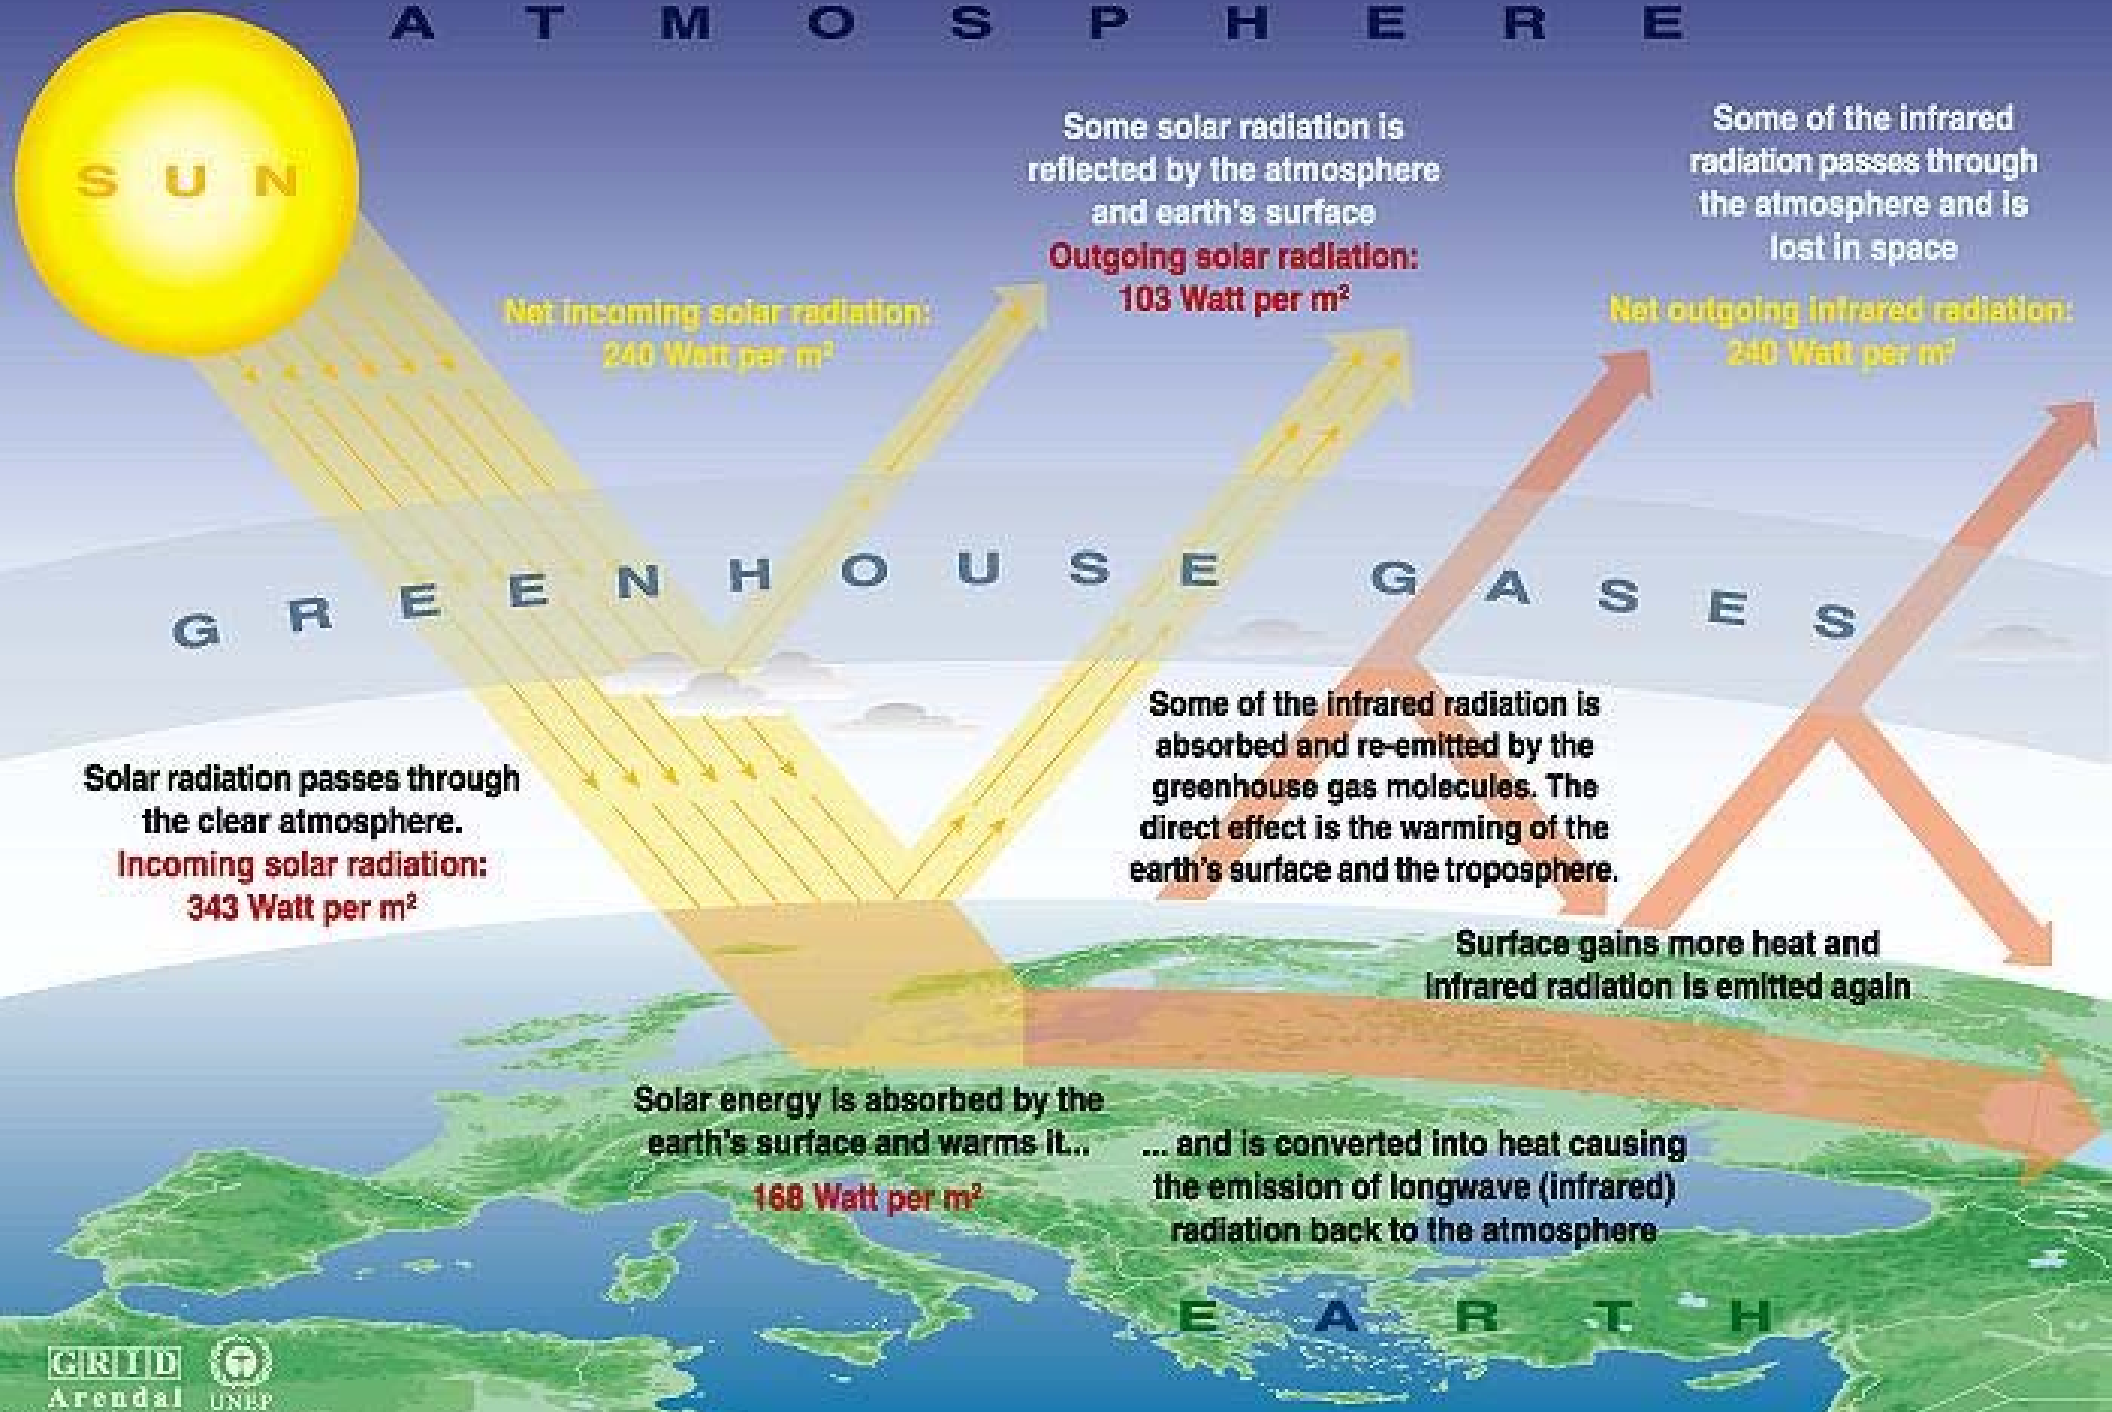 ATMOSPHERE
SUN
Some solar radiation is
reflected by the atmosphere
and earth's surface
Outgoing solar radiation:
103 Watt per m²
Some of the infrared
radiation passes through
the atmosphere and is
lost in space
Net outgoing infrared radiation:
240 Watt per m²
Net incoming solar radiation:
240 Watt per m²
GREENHOUSE GASES
Solar radiation passes through
the clear atmosphere.
Incoming solar radiation:
343 Watt per m²
Some of the infrared radiation is
absorbed and re-emitted by the
greenhouse gas molecules. The
direct effect is the warming of the
earth's surface and the troposphere.
Surface gains more heat and
infrared radiation is emitted again
Solar energy is absorbed by the
earth's surface and warms it...
168 Watt per m²
... and is converted into heat causing
the emission of longwave (infrared)
radiation back to the atmosphere
EARTH
GRID
Arendal
UNEP